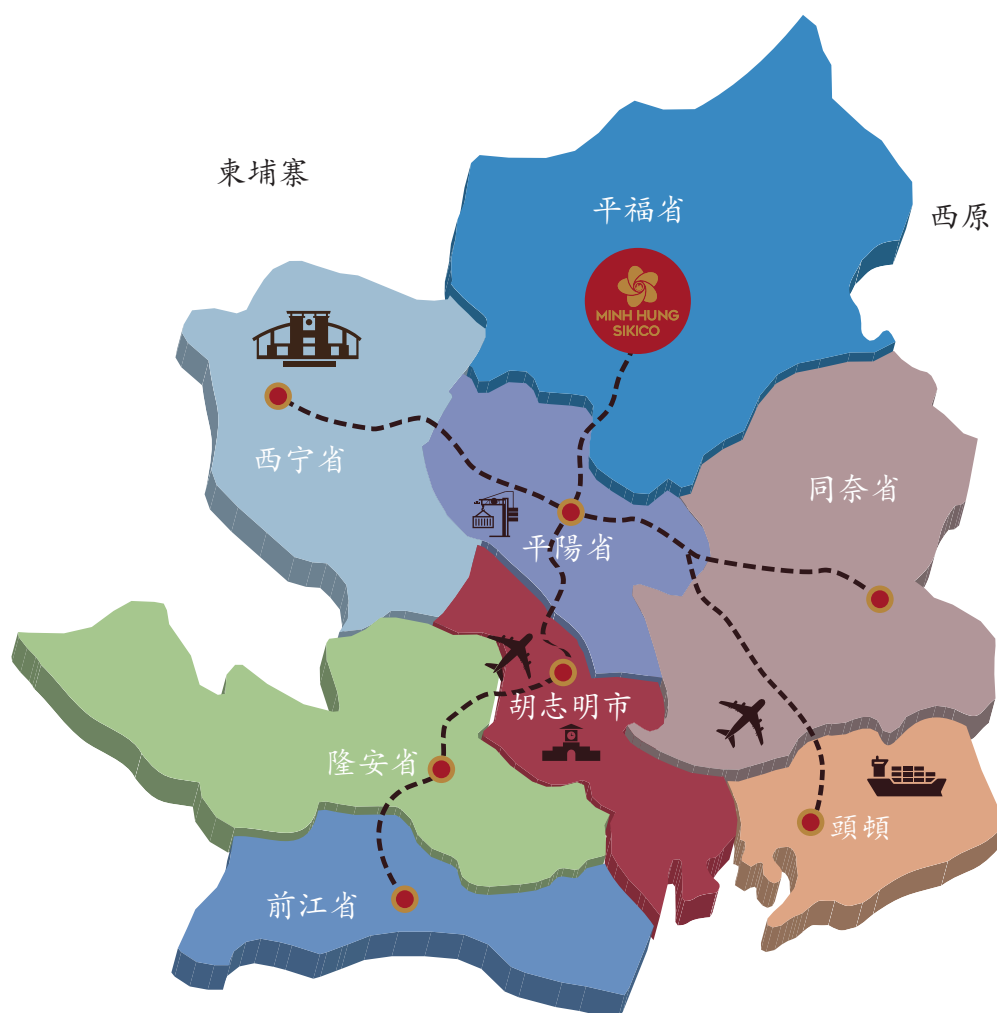 柬埔寨
平福省
西原
MINH HUNG
SIKICO
西宁省
同奈省
平陽省
胡志明市
隆安省
頭頓
前江省